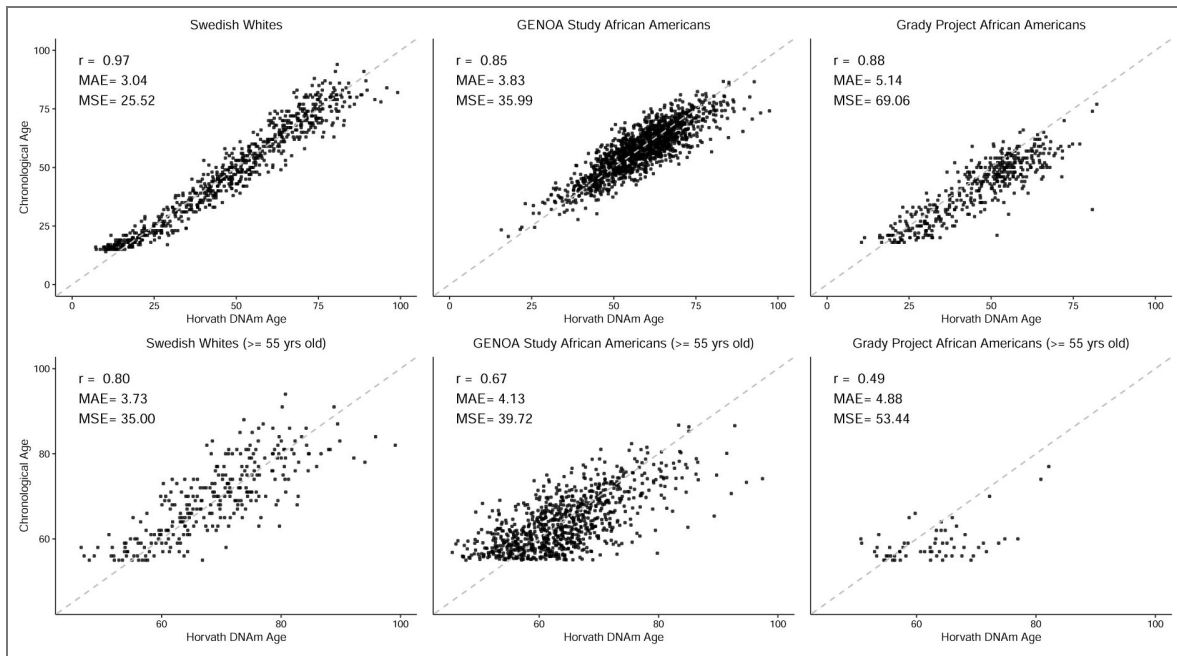 Swedish Whites
GENOA Study African Americans
Grady Project African Americans
r = 0.97
MAE= 3.04
MSE= 25.52
r = 0.85
MAE= 3.83
MSE= 35.99
r = 0.88
MAE= 5.14
MSE= 69.06
Chronological Age
100
75
50
25
0
0 25 50 75 100
0 25 50 75 100
0 25 50 75 100
Horvath DNAm Age
Horvath DNAm Age
Horvath DNAm Age
Swedish Whites (>= 55 yrs old)
GENOA Study African Americans (>= 55 yrs old)
Grady Project African Americans (>= 55 yrs old)
r = 0.80
MAE= 3.73
MSE= 35.00
r = 0.67
MAE= 4.13
MSE= 39.72
r = 0.49
MAE= 4.88
MSE= 53.44
Chronological Age
100
80
60
60 80 100
60 80 100
60 80 100
Horvath DNAm Age
Horvath DNAm Age
Horvath DNAm Age